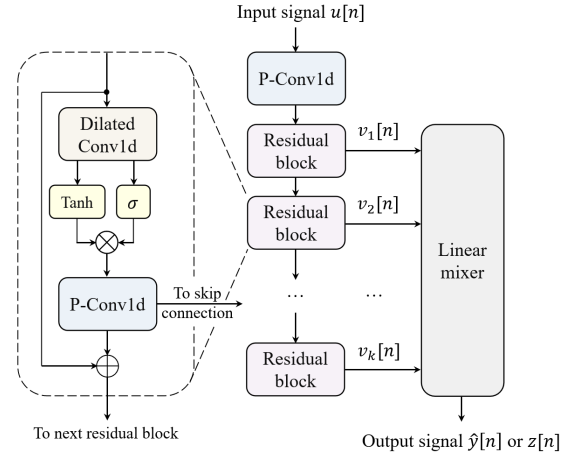 Input signal u[n]
P-Conv1d
Dilated
Conv1d
Tanh
σ
P-Conv1d
To skip
connection
To next residual block
Residual
block
v₁[n]
Residual
block
v₂[n]
...
...
Residual
block
vₖ[n]
Linear
mixer
Output signal ŷ[n] or z[n]